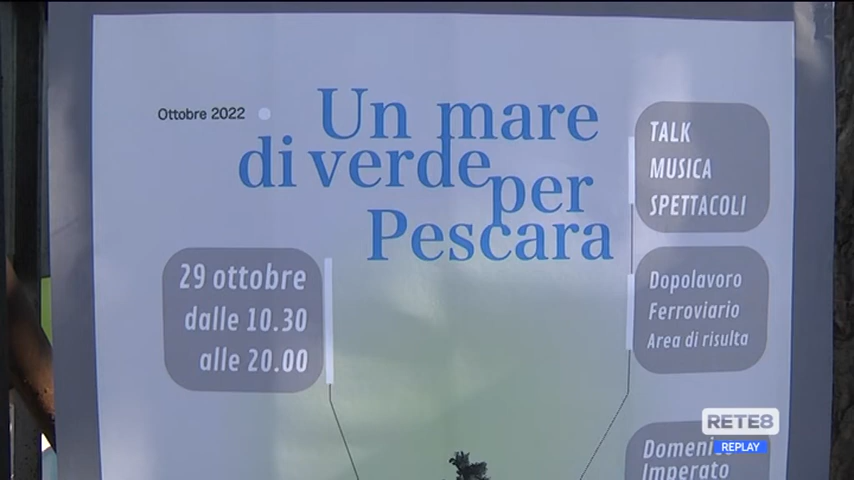 Ottobre 2022
Un mare
di verde
per
Pescara
TALK
MUSICA
SPETTACOLI
29 ottobre
dalle 10.30
alle 20.00
Dopolavoro
Ferroviario
Area di risulta
Imperato
RETE8
REPLAY